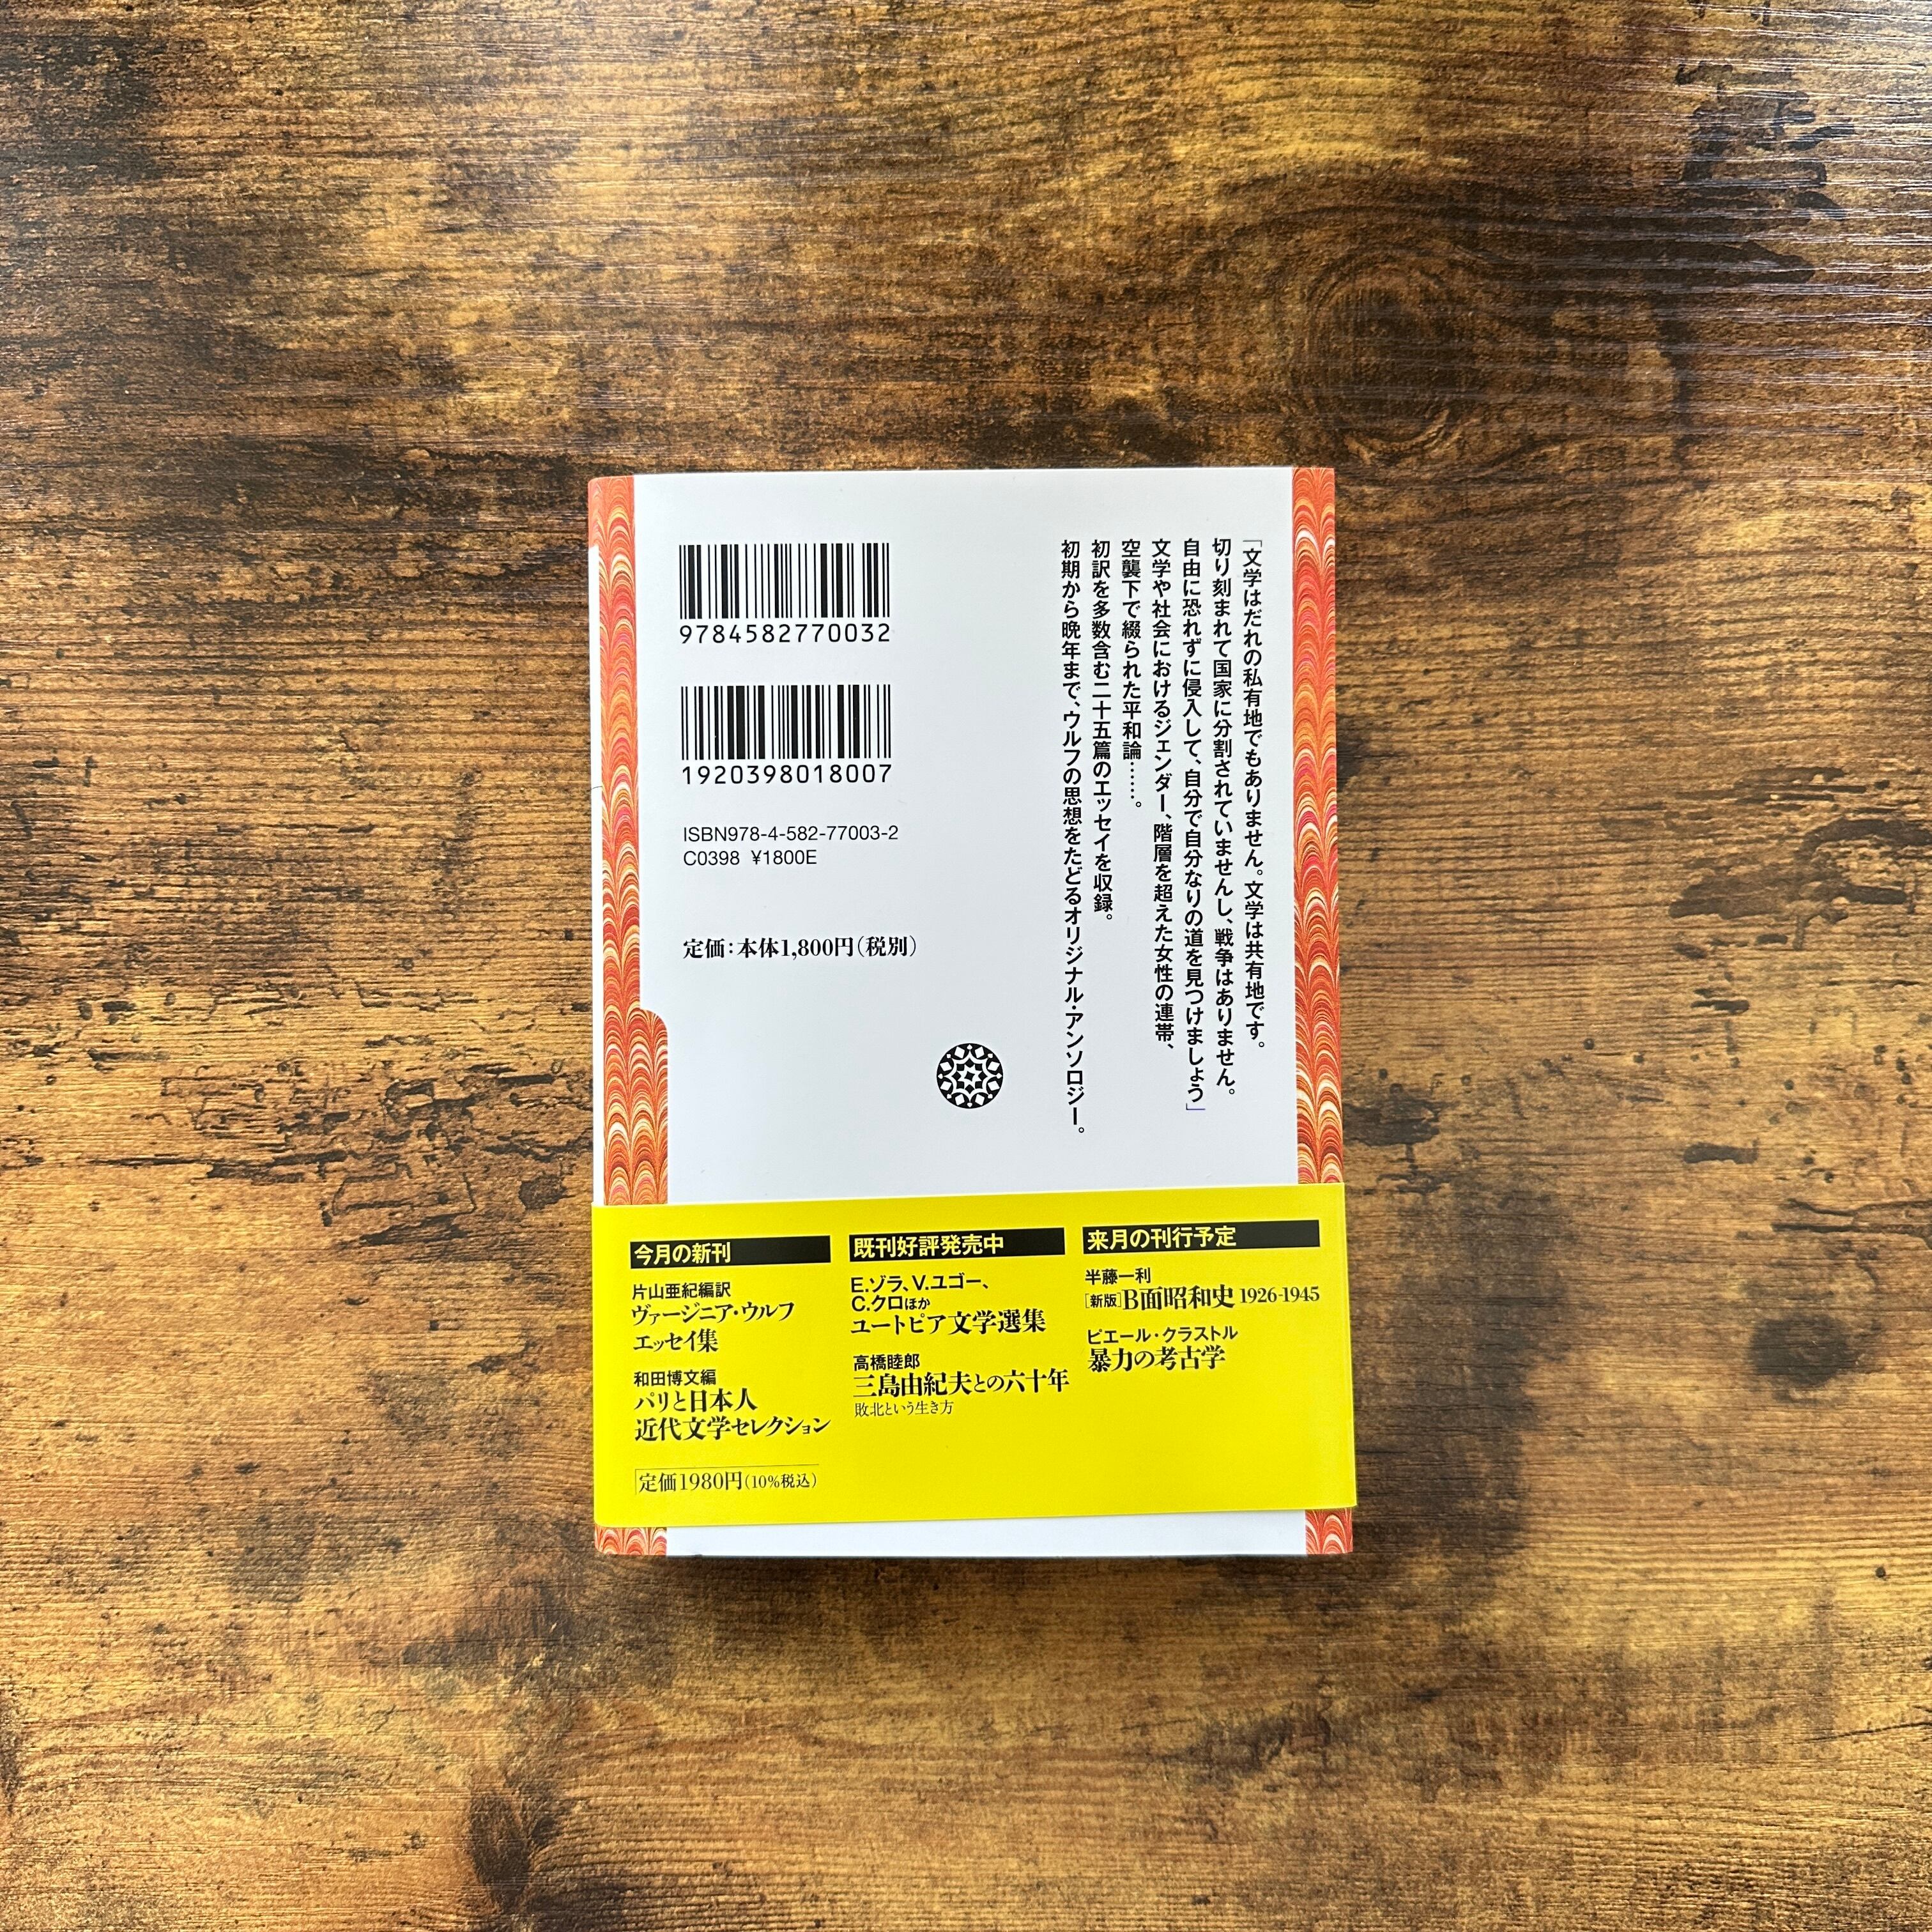 「文学はだれの私有地でもありません。文学は共有地です。
切り刻まれて国家に分割されていませんし、戦争はありません。
自由に恐れずに侵入して、自分で自分なりの道を見つけましょう」
文学や社会におけるジェンダー、階層を超えた女性の連帯、
空襲下で綴られた平和論……。
初訳を多数含む二十五篇のエッセイを収録。
初期から晩年まで、ウルフの思想をたどるオリジナル・アンソロジー。
9784582770032
1920398018007
ISBN978-4-582-77003-2
C0398 ¥1800E
定価：本体1,800円（税別）
今月の新刊
片山亜紀編訳
ヴァージニア・ウルフ
エッセイ集
和田博文編
パリと日本人
近代文学セレクション
定価1980円（10%税込）
既刊好評発売中
E.ゾラ、V.ユゴー、
C.クロほか
ユートピア文学選集
高橋睦郎
三島由紀夫との六十年
敗北という生き方
来月の刊行予定
半藤一利
［新版］B面昭和史 1926-1945
ピエール・クラストル
暴力の考古学